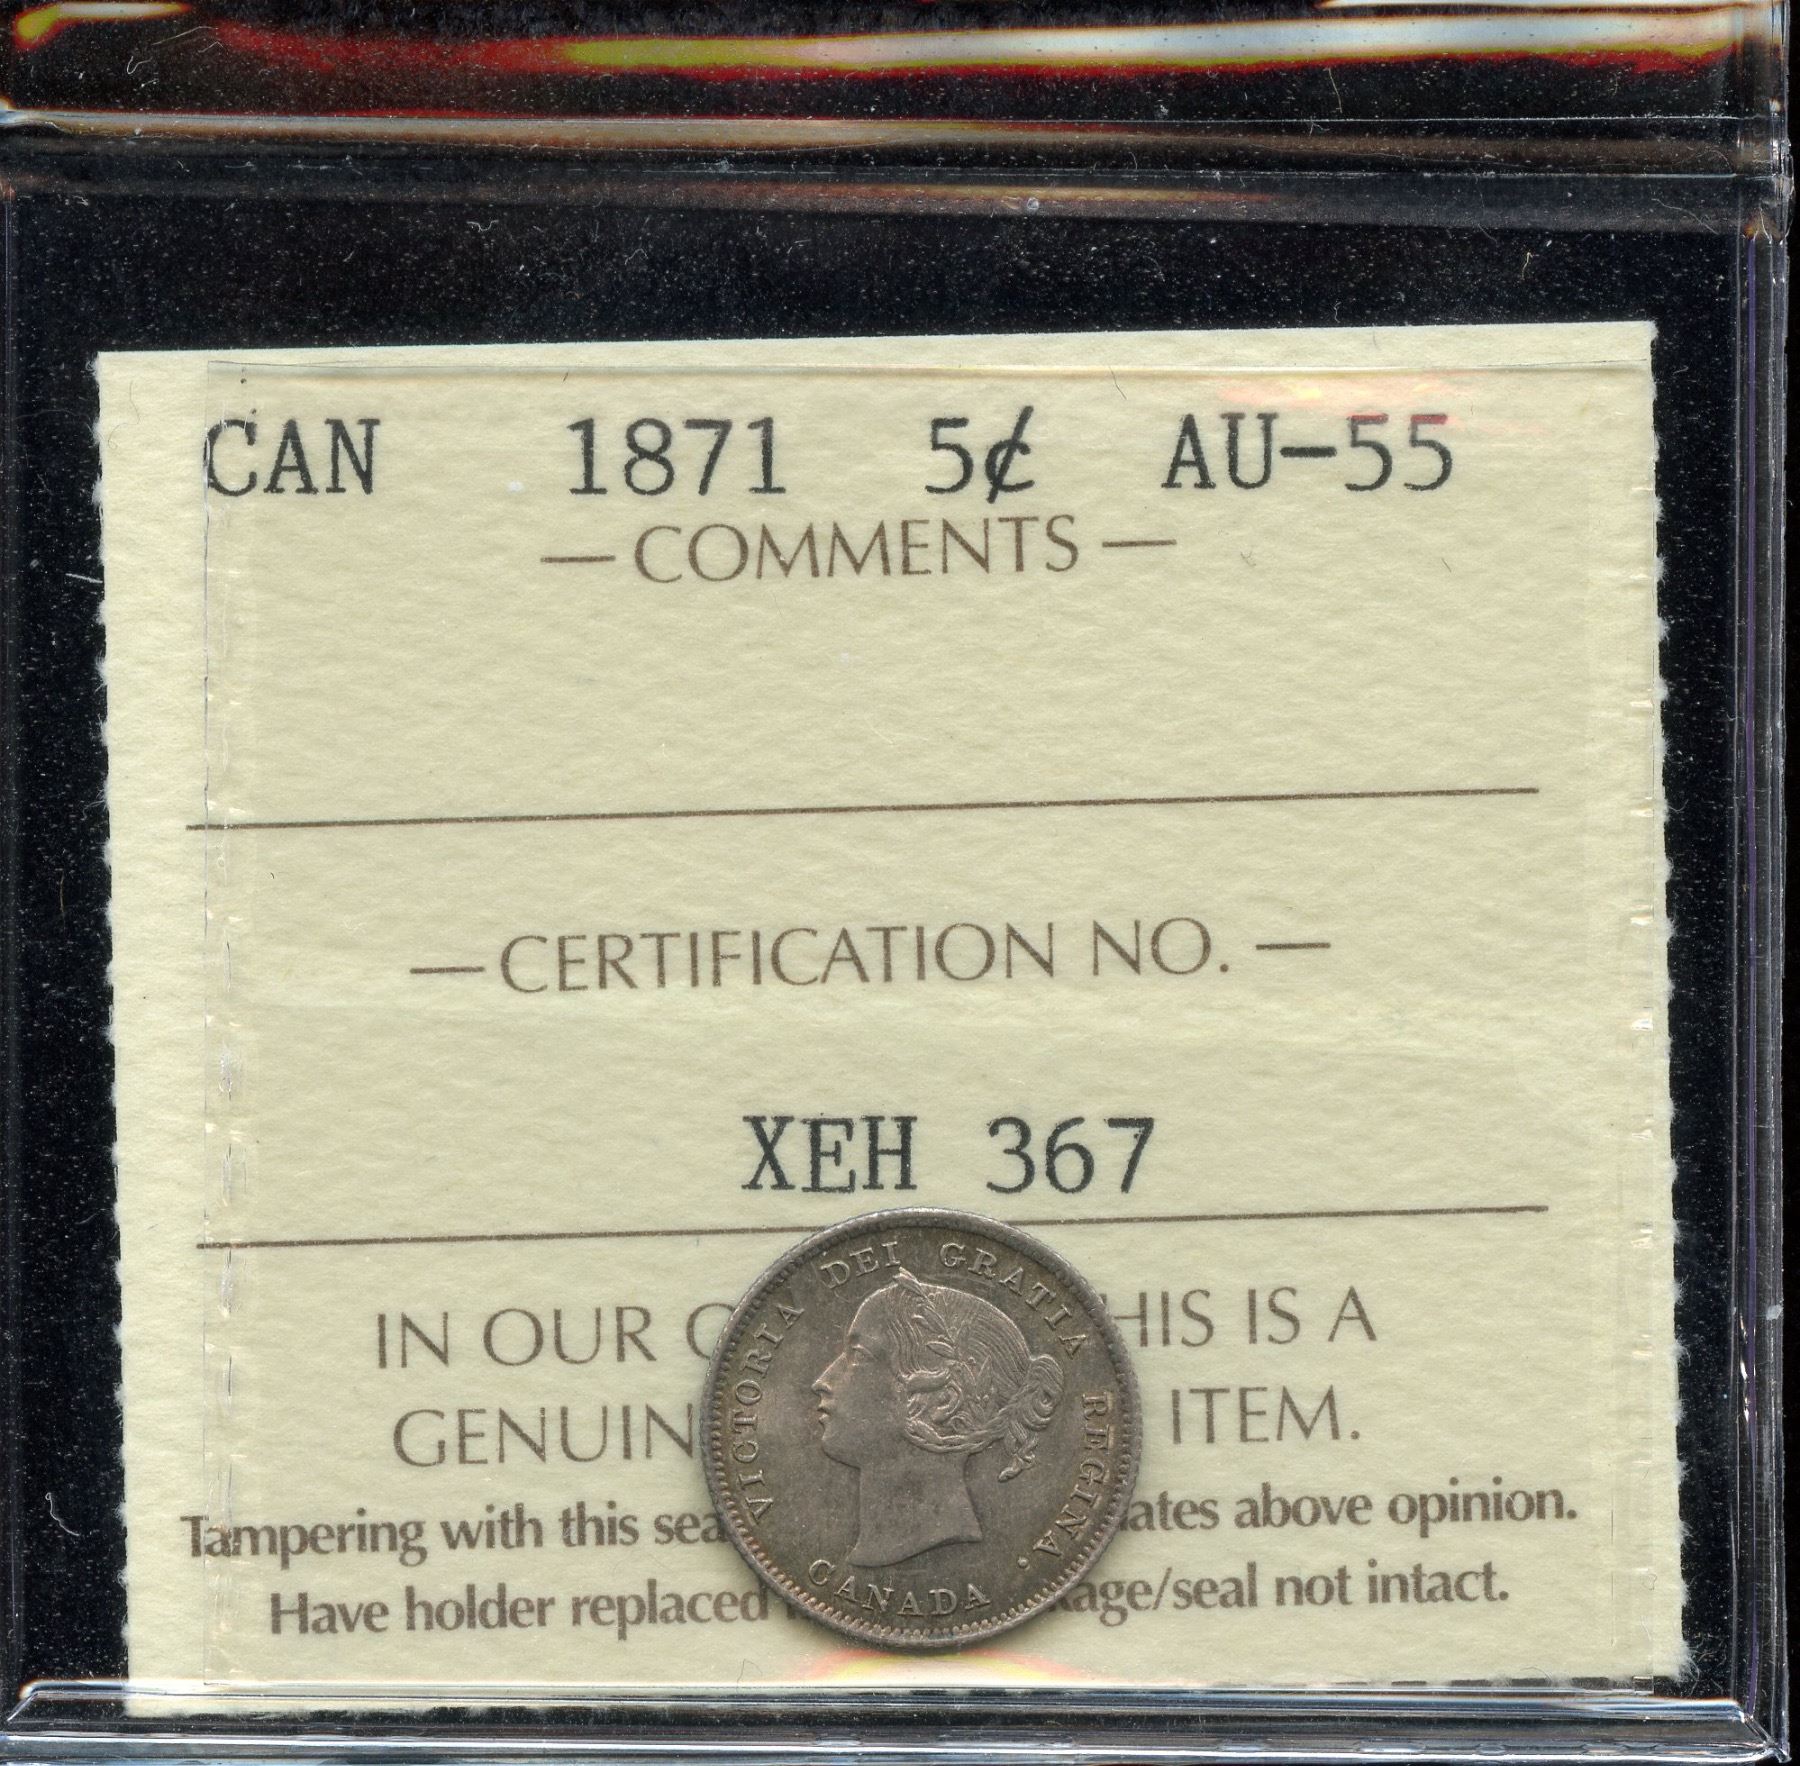 CAN 1871 5¢ AU-55
— COMMENTS —
— CERTIFICATION NO. —
XEH 367
IN OUR HIS IS A
GENUIN ITEM.
Tampering with this sea ates above opinion.
Have holder replaced age/seal not intact.
VICTORIA DEI GRATIA REGINA.
CANADA